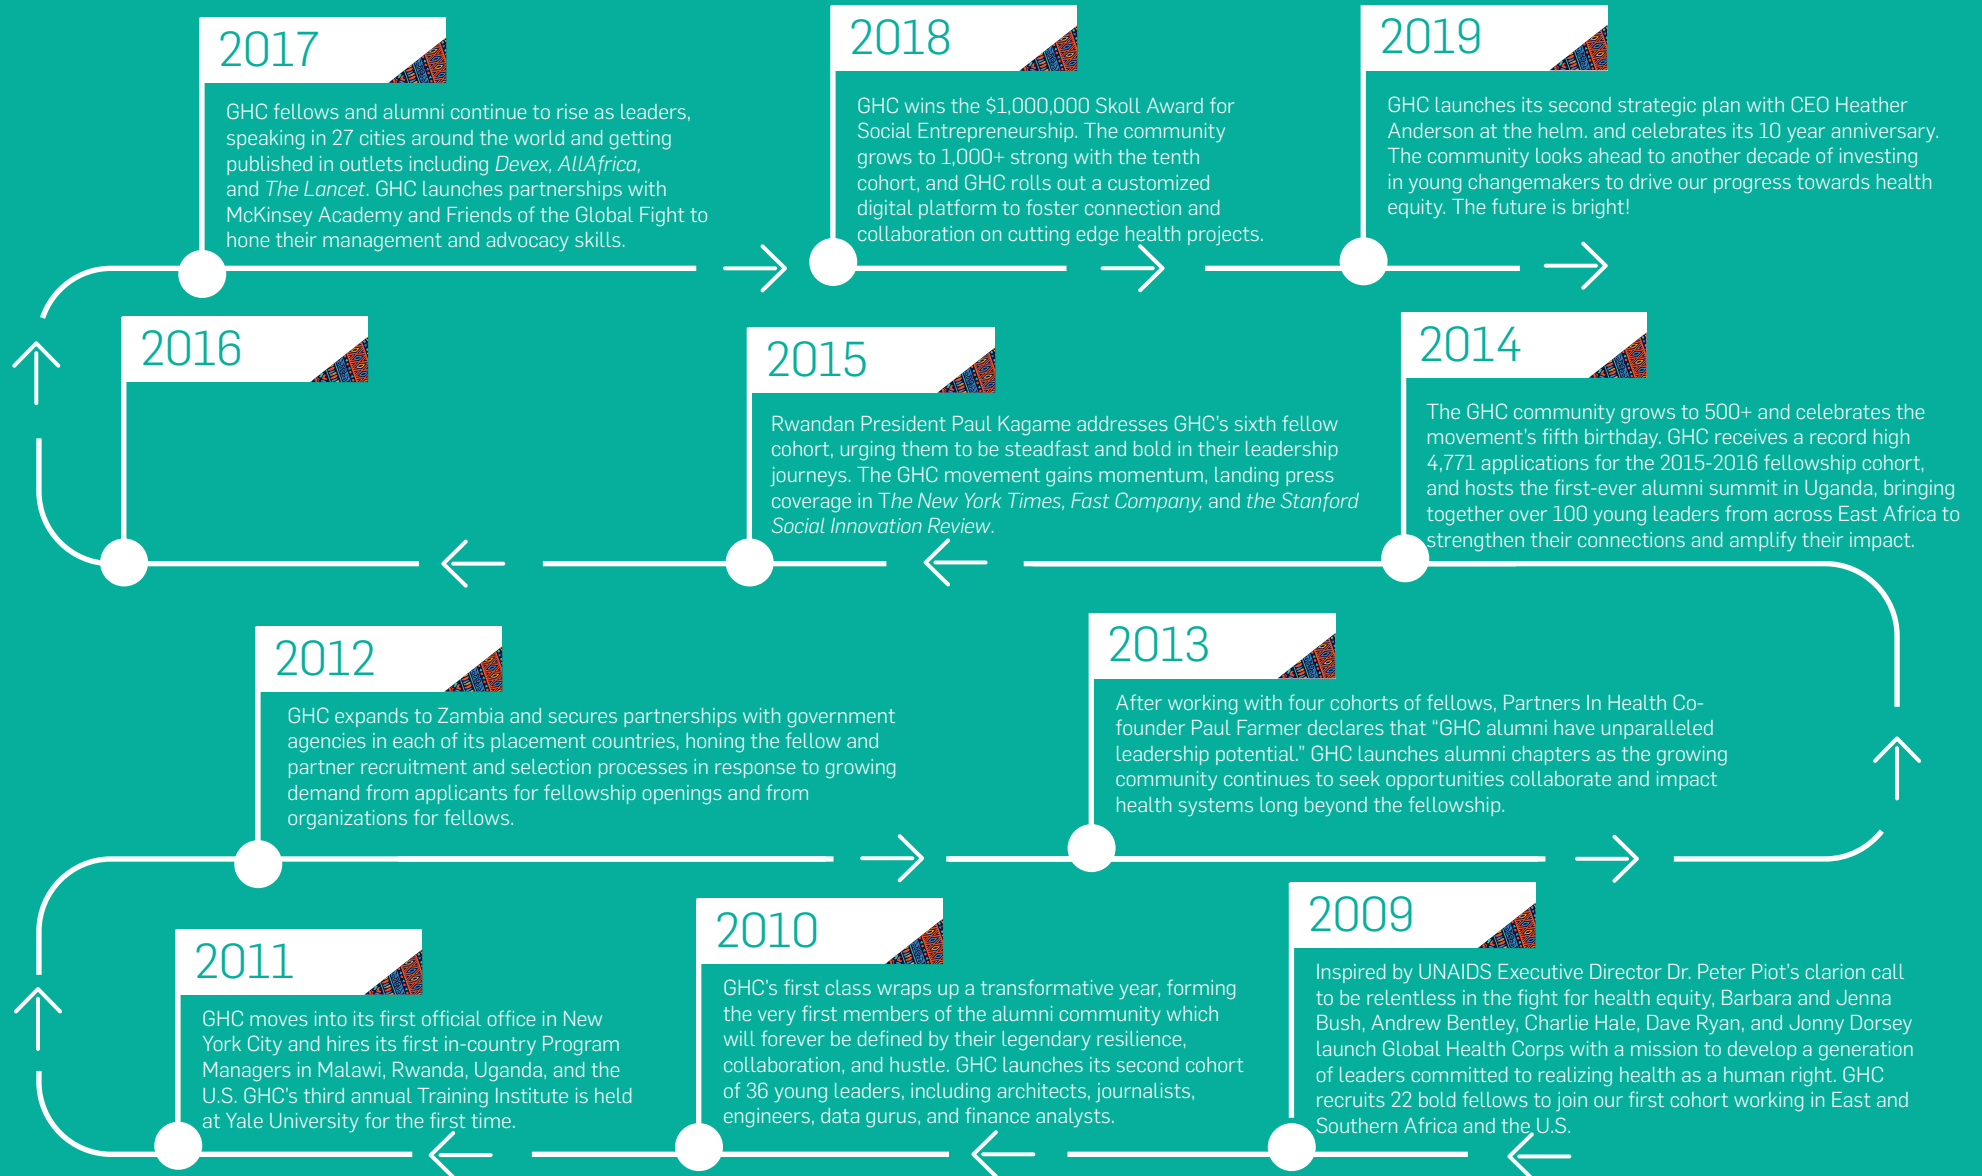 2017
GHC fellows and alumni continue to rise as leaders,
speaking in 27 cities around the world and getting
published in outlets including Devex, AllAfrica,
and The Lancet. GHC launches partnerships with
McKinsey Academy and Friends of the Global Fight to
hone their management and advocacy skills.
2018
GHC wins the $1,000,000 Skoll Award for
Social Entrepreneurship. The community
grows to 1,000+ strong with the tenth
cohort, and GHC rolls out a customized
digital platform to foster connection and
collaboration on cutting edge health projects.
2019
GHC launches its second strategic plan with CEO Heather
Anderson at the helm. and celebrates its 10 year anniversary.
The community looks ahead to another decade of investing
in young changemakers to drive our progress towards health
equity. The future is bright!
2016
2015
Rwandan President Paul Kagame addresses GHC's sixth fellow
cohort, urging them to be steadfast and bold in their leadership
journeys. The GHC movement gains momentum, landing press
coverage in The New York Times, Fast Company, and the Stanford
Social Innovation Review.
2014
The GHC community grows to 500+ and celebrates the
movement's fifth birthday. GHC receives a record high
4,771 applications for the 2015-2016 fellowship cohort,
and hosts the first-ever alumni summit in Uganda, bringing
together over 100 young leaders from across East Africa to
strengthen their connections and amplify their impact.
2012
GHC expands to Zambia and secures partnerships with government
agencies in each of its placement countries, honing the fellow and
partner recruitment and selection processes in response to growing
demand from applicants for fellowship openings and from
organizations for fellows.
2013
After working with four cohorts of fellows, Partners In Health Co-
founder Paul Farmer declares that “GHC alumni have unparalleled
leadership potential.” GHC launches alumni chapters as the growing
community continues to seek opportunities collaborate and impact
health systems long beyond the fellowship.
2011
GHC moves into its first official office in New
York City and hires its first in-country Program
Managers in Malawi, Rwanda, Uganda, and the
U.S. GHC's third annual Training Institute is held
at Yale University for the first time.
2010
GHC's first class wraps up a transformative year, forming
the very first members of the alumni community which
will forever be defined by their legendary resilience,
collaboration, and hustle. GHC launches its second cohort
of 36 young leaders, including architects, journalists,
engineers, data gurus, and finance analysts.
2009
Inspired by UNAIDS Executive Director Dr. Peter Piot's clarion call
to be relentless in the fight for health equity, Barbara and Jenna
Bush, Andrew Bentley, Charlie Hale, Dave Ryan, and Jonny Dorsey
launch Global Health Corps with a mission to develop a generation
of leaders committed to realizing health as a human right. GHC
recruits 22 bold fellows to join our first cohort working in East and
Southern Africa and the U.S.